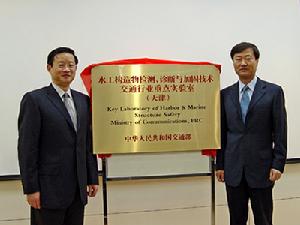 水工构造物检测、诊断与加固技术
交通行业重点实验室
(天津)
Key Laboratory of Harbor & Marine
Structure Safety
Ministry of Communications, PRC
中华人民共和国交通部